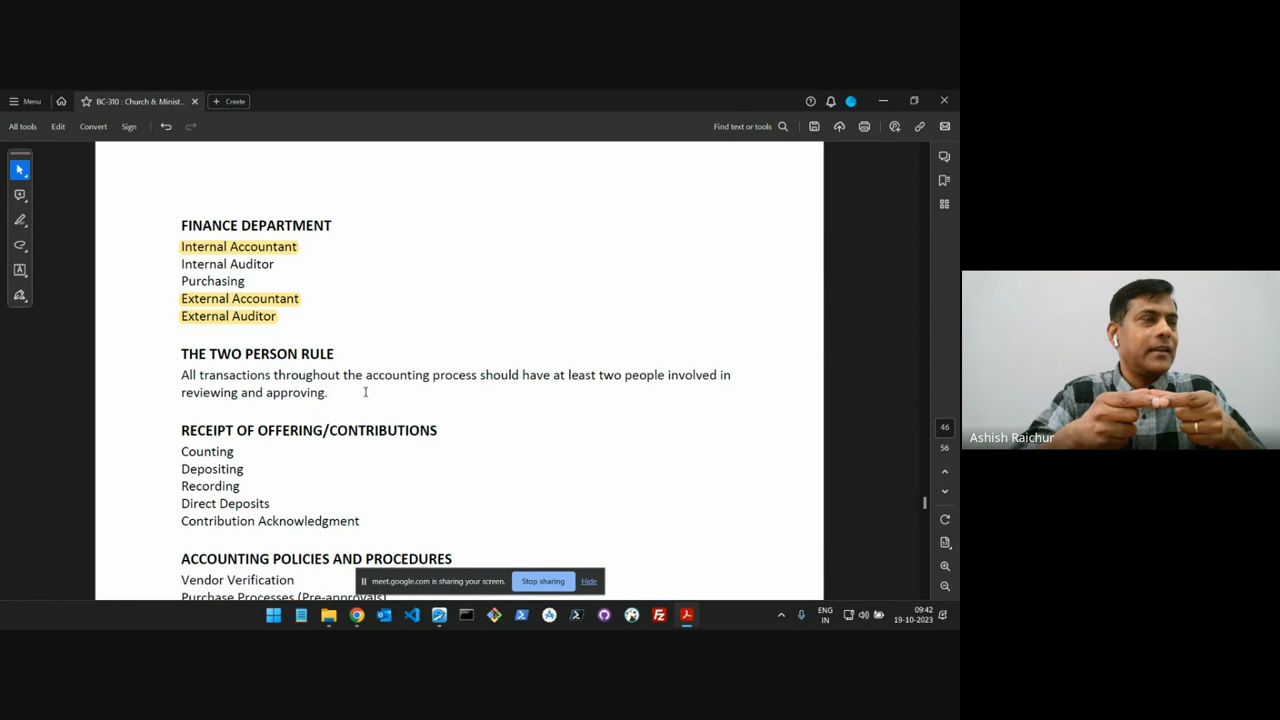 Menu
BC-310 : Church & Minist..
Create
All tools
Edit
Convert
Sign
Find text or tools
FINANCE DEPARTMENT
Internal Accountant
Internal Auditor
Purchasing
External Accountant
External Auditor
THE TWO PERSON RULE
All transactions throughout the accounting process should have at least two people involved in
reviewing and approving.
RECEIPT OF OFFERING/CONTRIBUTIONS
Counting
Depositing
Recording
Direct Deposits
Contribution Acknowledgment
ACCOUNTING POLICIES AND PROCEDURES
Vendor Verification
Purchase Processes (Pre-approvals)
46
56
meet.google.com is sharing your screen.
Stop sharing
Hide
ENG
IN
09:42
19-10-2023
Ashish Raichur